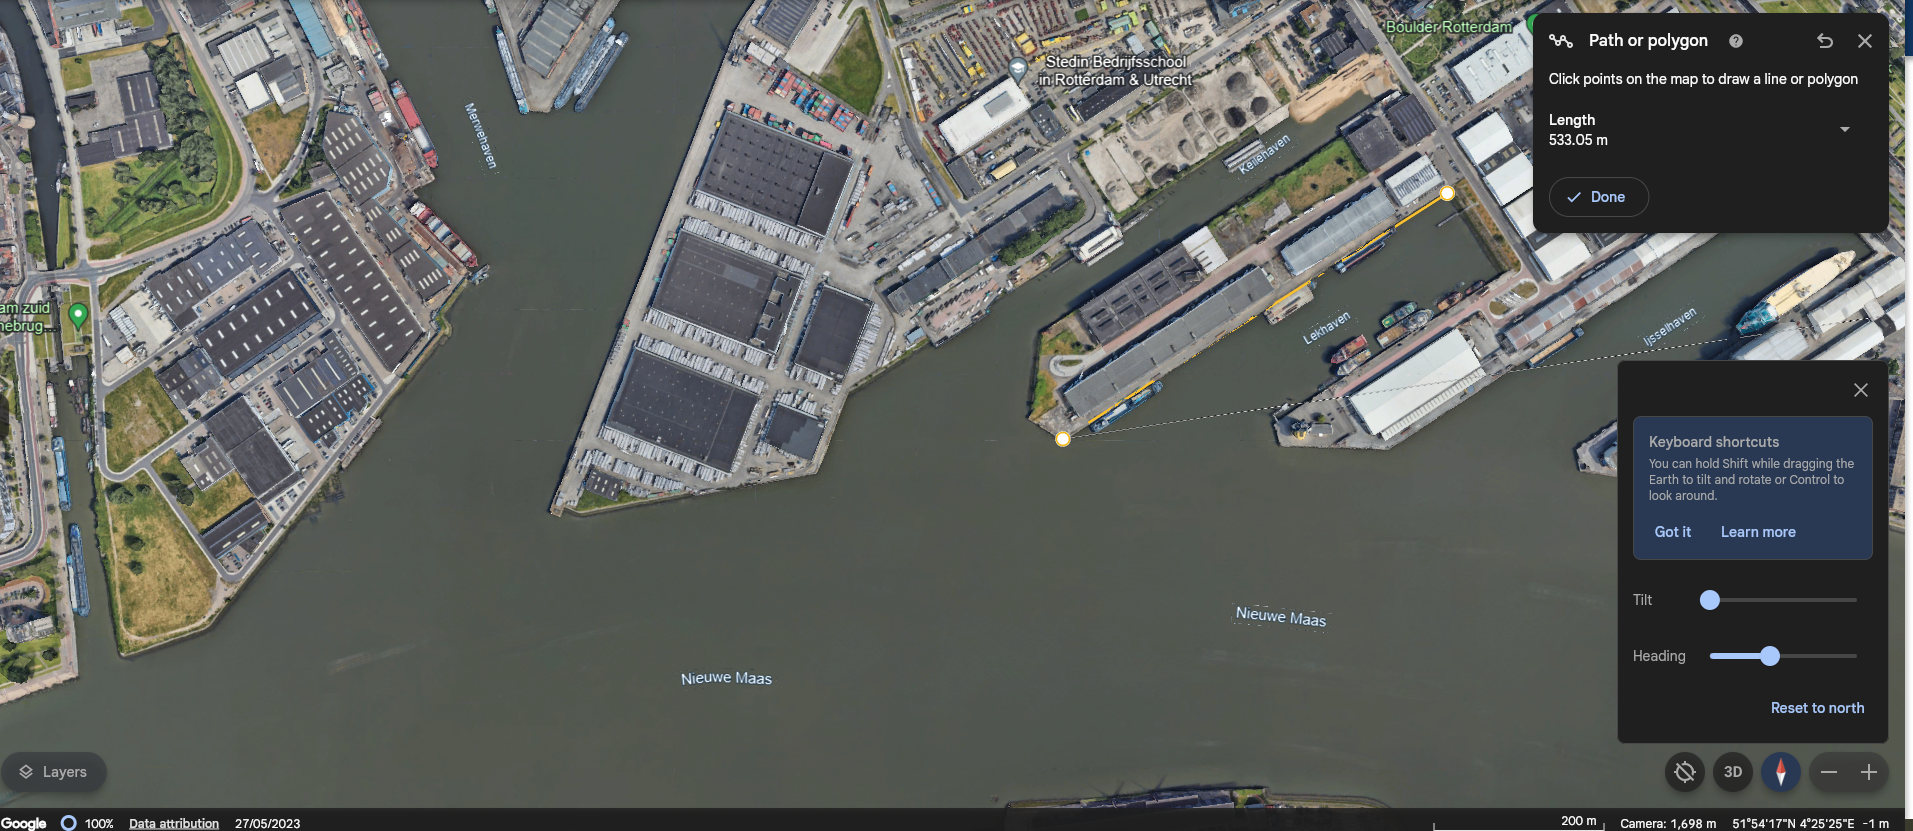 Boulder Rotterdam
Stedin Bedrijfsschool
in Rotterdam & Utrecht
Merwehaven
Keilehaven
Lekhaven
Ijsselhaven
am zuid
nebrug...
Nieuwe Maas
Nieuwe Maas
Path or polygon
Click points on the map to draw a line or polygon
Length
533.05 m
Done
Keyboard shortcuts
You can hold Shift while dragging the
Earth to tilt and rotate or Control to
look around.
Got it Learn more
Tilt
Heading
Reset to north
Layers
3D
Google 100% Data attribution 27/05/2023
200 m Camera: 1,698 m 51°54'17"N 4°25'25"E -1 m